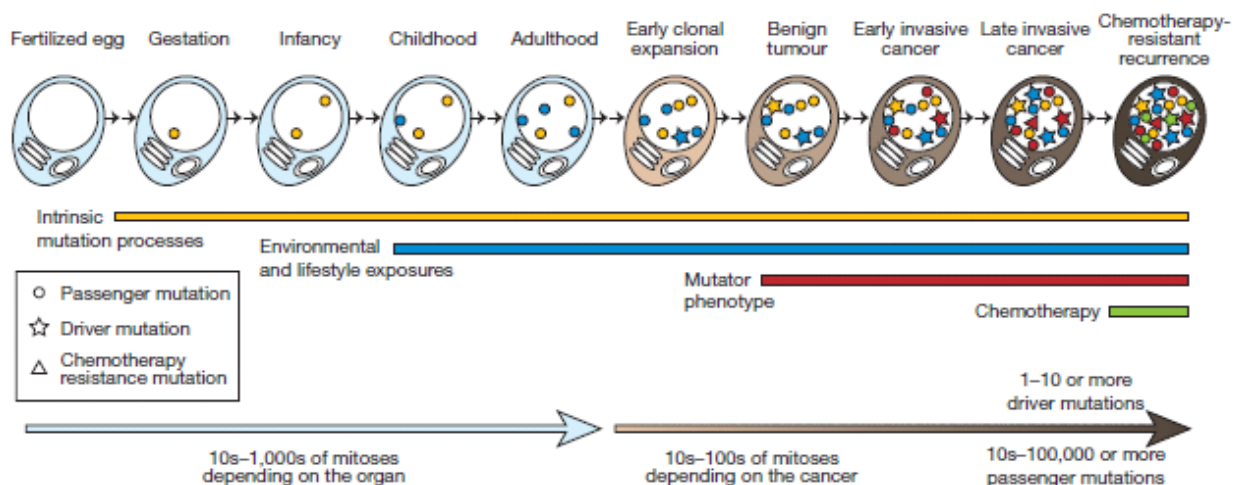 Fertilized egg
Gestation
Infancy
Childhood
Adulthood
Early clonal
expansion
Benign
tumour
Early invasive
cancer
Late invasive
cancer
Chemotherapy-
resistant
recurrence
Intrinsic
mutation processes
Environmental
and lifestyle exposures
Mutator
phenotype
Chemotherapy
Passenger mutation
Driver mutation
Chemotherapy
resistance mutation
1–10 or more
driver mutations
10s–1,000s of mitoses
depending on the organ
10s–100s of mitoses
depending on the cancer
10s–100,000 or more
passenger mutations